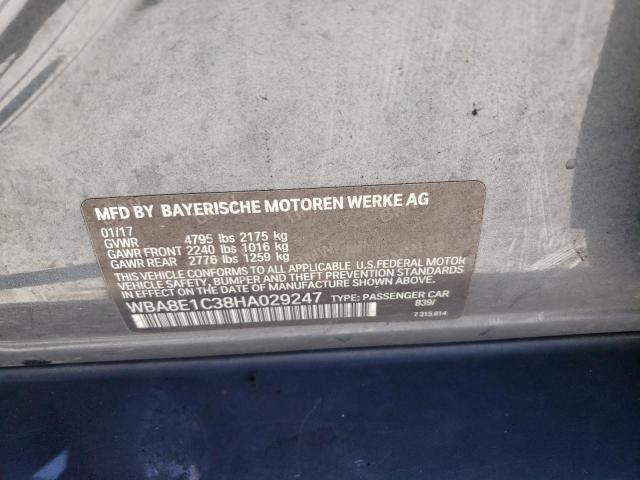 MFD BY BAYERISCHE MOTOREN WERKE AG
01/17
GVWR 4795 lbs 2175 kg
GAWR FRONT 2240 lbs 1016 kg
GAWR REAR 2776 lbs 1259 kg
THIS VEHICLE CONFORMS TO ALL APPLICABLE U.S.FEDERAL MOTOR
VEHICLE SAFETY, BUMPER, AND THEFT PREVENTION STANDARDS
IN EFFECT ON THE DATE OF MANUFACTURE SHOWN ABOVE.
WBA8E1C38HA029247 TYPE: PASSENGER CAR
839/
7 315 814